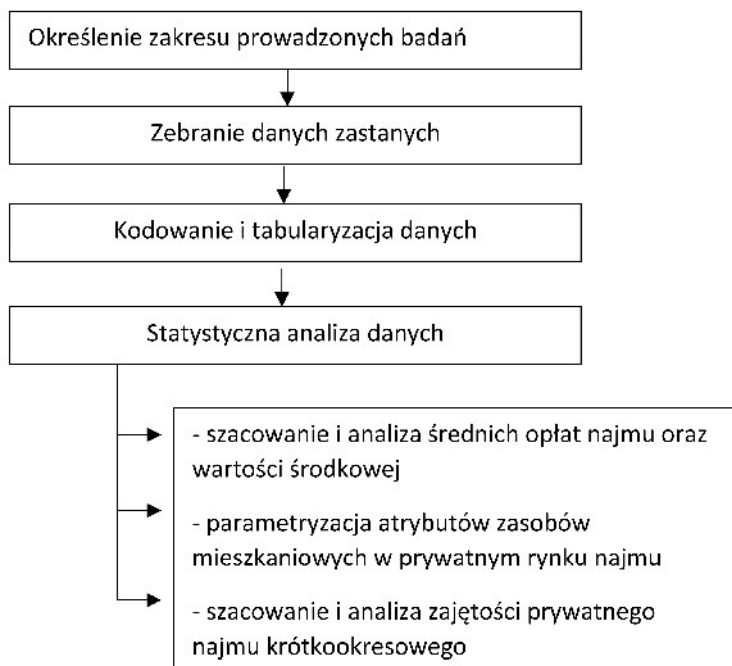 Określenie zakresu prowadzonych badań
Zebranie danych zastanych
Kodowanie i tabularyzacja danych
Statystyczna analiza danych
- szacowanie i analiza średnich opłat najmu oraz
wartości środkowej
- parametryzacja atrybutów zasobów
mieszkaniowych w prywatnym rynku najmu
- szacowanie i analiza zajętości prywatnego
najmu krótkookresowego